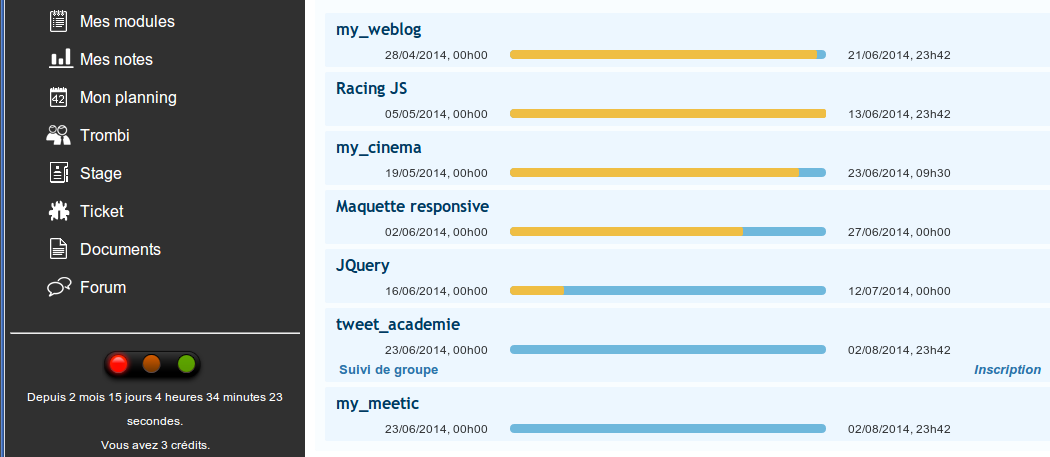 Mes modules
Mes notes
42
Mon planning
Trombi
Stage
Ticket
Documents
Forum
Depuis 2 mois 15 jours 4 heures 34 minutes 23
secondes.
Vous avez 3 crédits.
my_weblog
28/04/2014, 00h00 21/06/2014, 23h42
Racing JS
05/05/2014, 00h00 13/06/2014, 23h42
my_cinema
19/05/2014, 00h00 23/06/2014, 09h30
Maquette responsive
02/06/2014, 00h00 27/06/2014, 00h00
JQuery
16/06/2014, 00h00 12/07/2014, 00h00
tweet_academie
23/06/2014, 00h00 02/08/2014, 23h42
Suivi de groupe Inscription
my_meetic
23/06/2014, 00h00 02/08/2014, 23h42